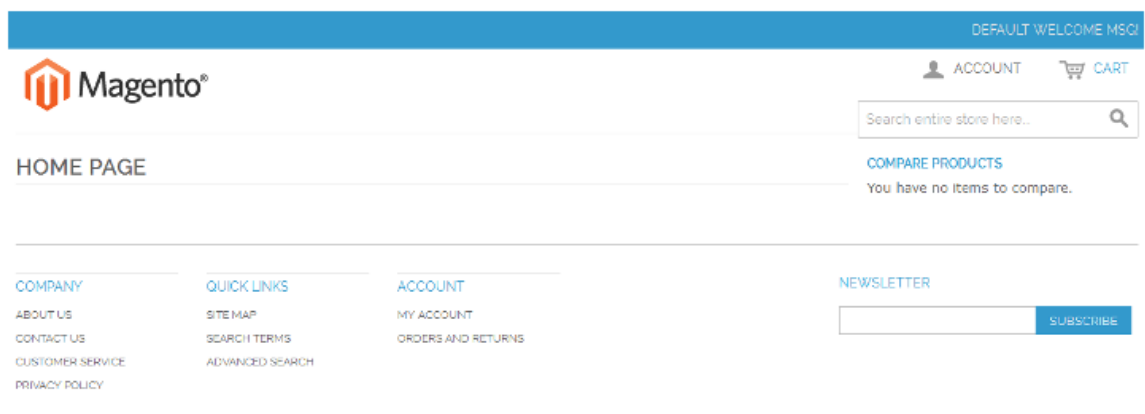 DEFAULT WELCOME MSG!
Magento®
ACCOUNT
CART
Search entire store here..
HOME PAGE
COMPARE PRODUCTS
You have no items to compare.
COMPANY
ABOUT US
CONTACT US
CUSTOMER SERVICE
PRIVACY POLICY
QUICK LINKS
SITE MAP
SEARCH TERMS
ADVANCED SEARCH
ACCOUNT
MY ACCOUNT
ORDERS AND RETURNS
NEWSLETTER
SUBSCRIBE